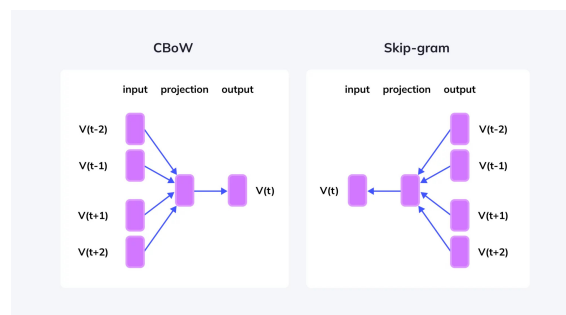 CBoW
input projection output
V(t-2)
V(t-1)
V(t)
V(t+1)
V(t+2)
Skip-gram
input projection output
V(t-2)
V(t-1)
V(t)
V(t+1)
V(t+2)